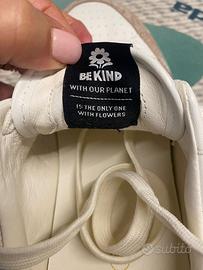 BE KIND
WITH OUR PLANET
IS THE ONLY ONE
WITH FLOWERS
subito